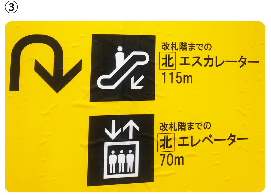 ③
改札階までの
北 エスカレーター
115m
改札階までの
北 エレベーター
70m